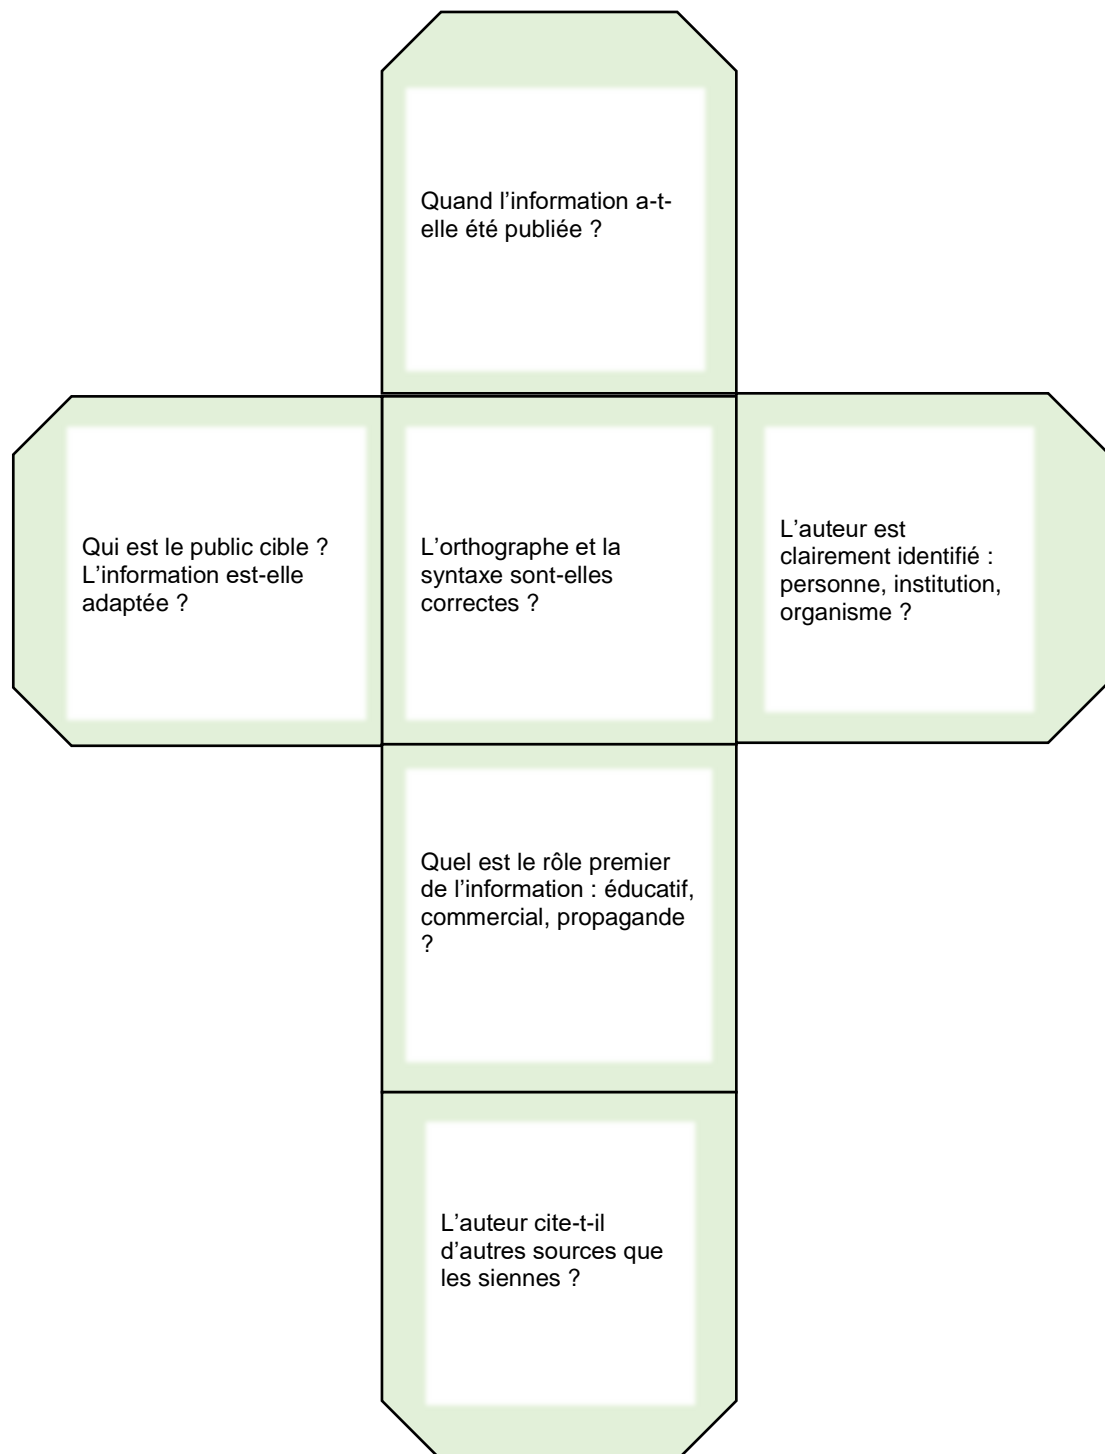 Quand l’information a-t-
elle été publiée ?
Qui est le public cible ?
L’information est-elle
adaptée ?
L’orthographe et la
syntaxe sont-elles
correctes ?
L’auteur est
clairement identifié :
personne, institution,
organisme ?
Quel est le rôle premier
de l’information : éducatif,
commercial, propagande
?
L’auteur cite-t-il
d’autres sources que
les siennes ?